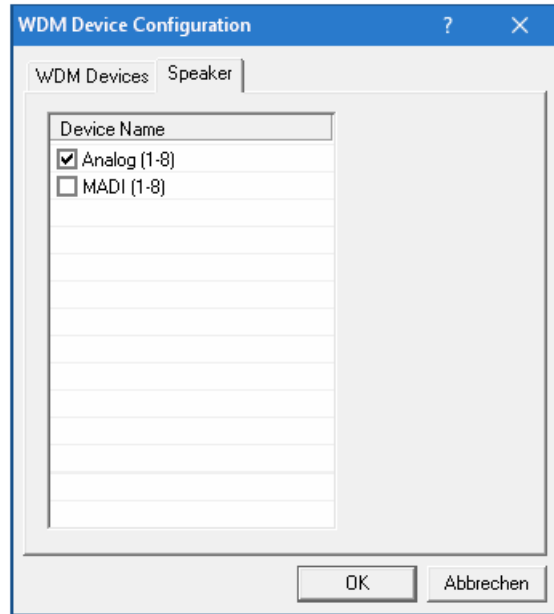 WDM Device Configuration ? ×
WDM Devices Speaker
Device Name
Analog (1-8)
MADI (1-8)
OK Abbrechen